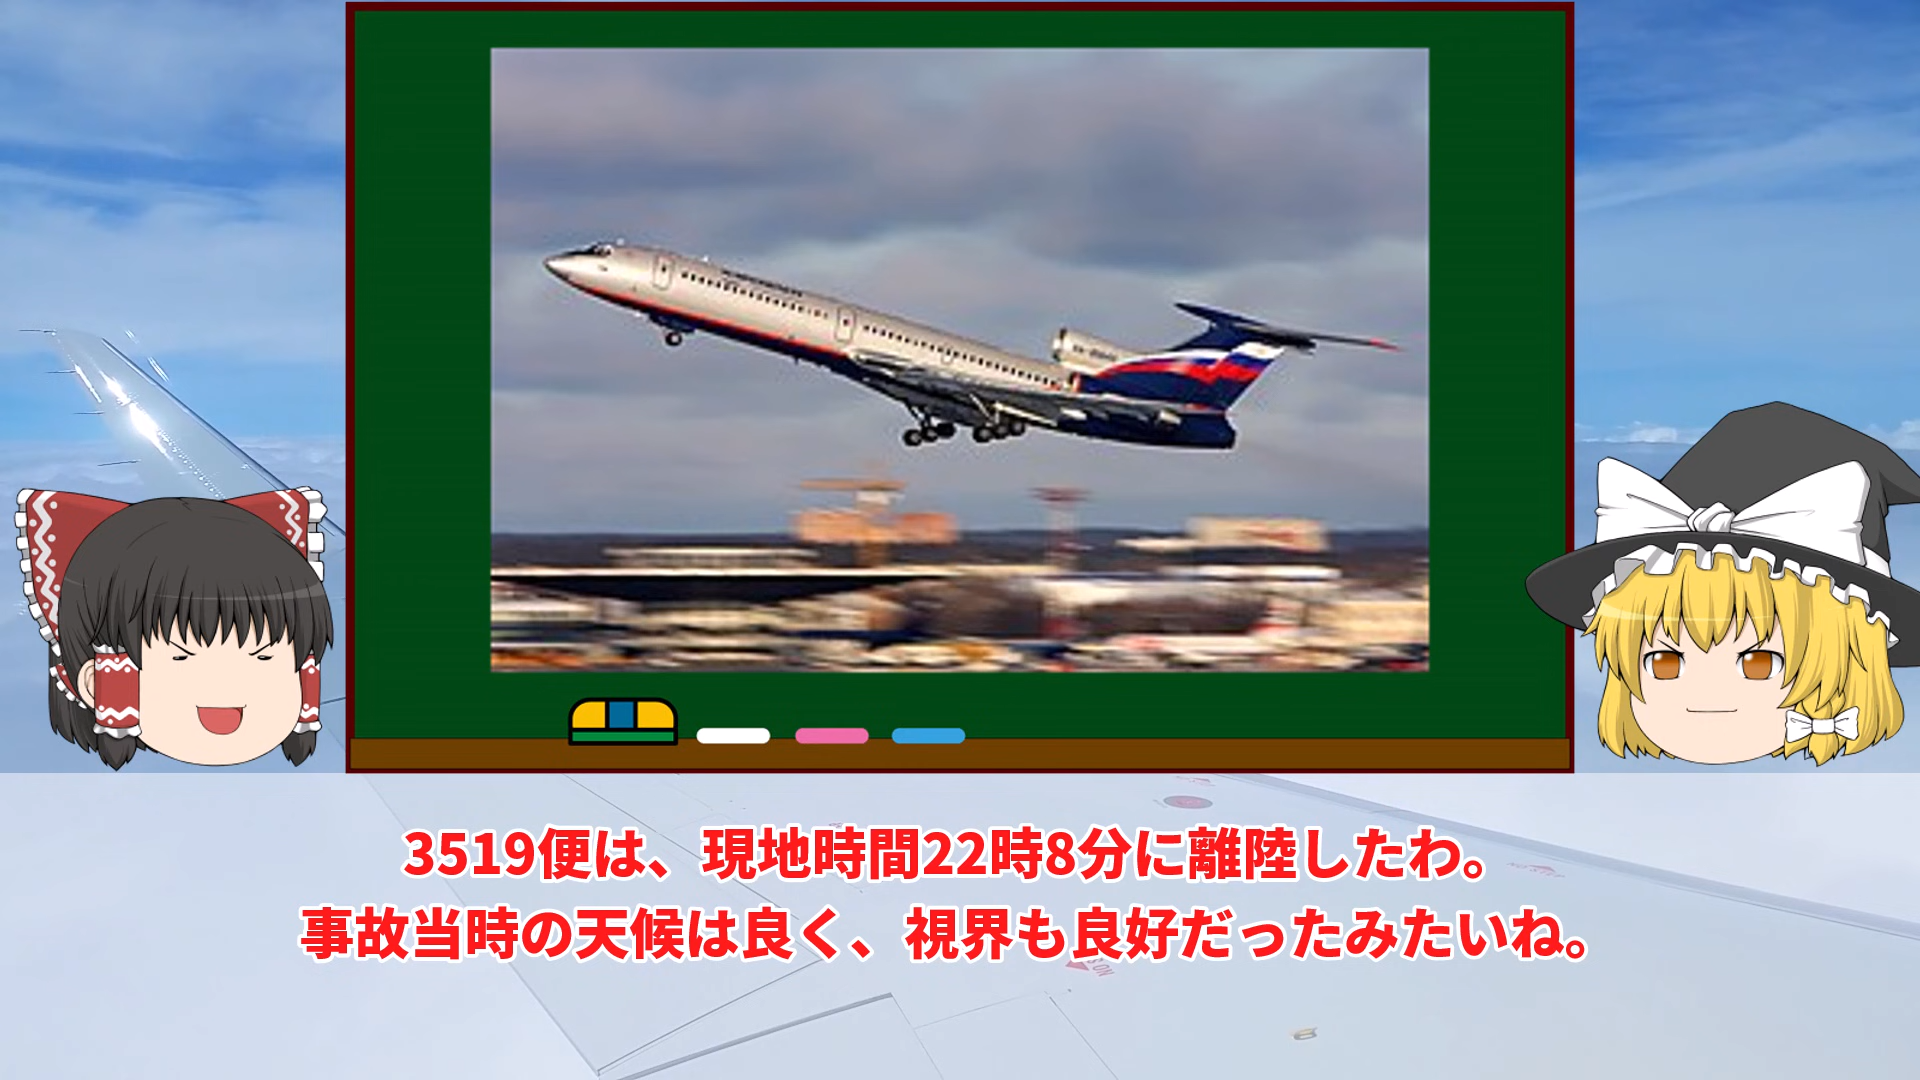 3519便は、現地時間22時8分に離陸したわ。
事故当時の天候は良く、視界も良好だったみたいね。